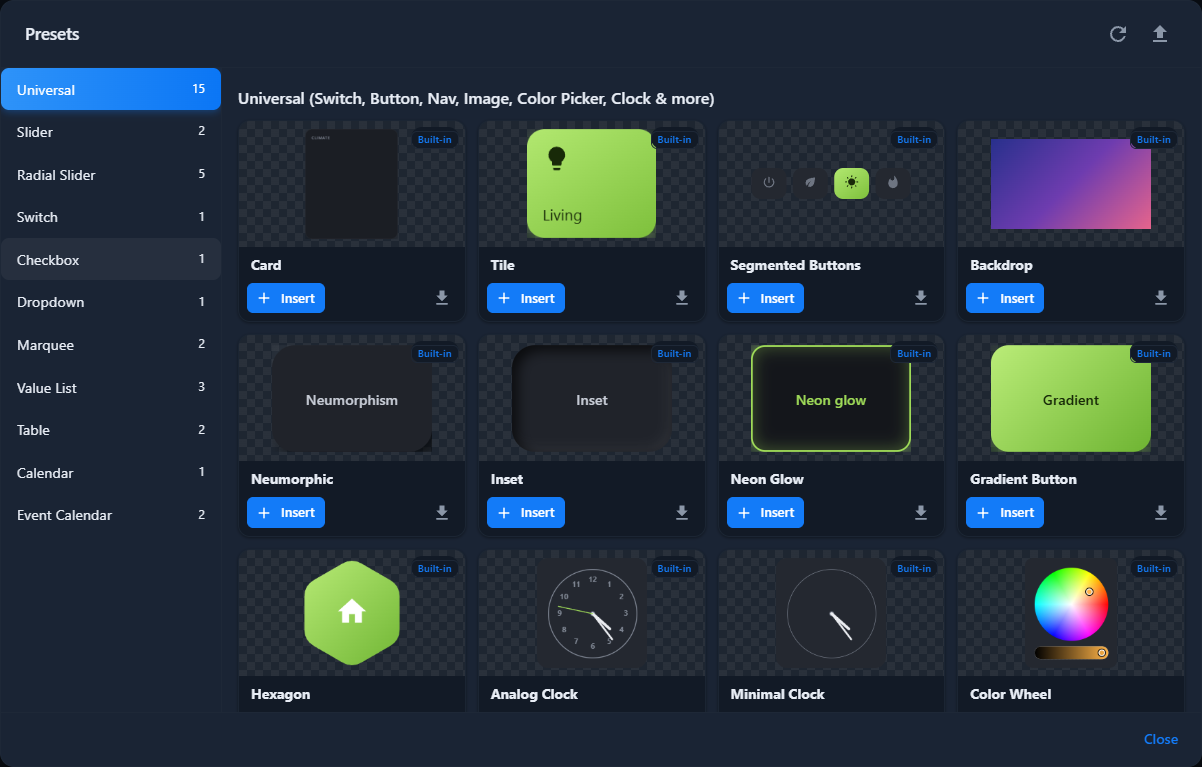 Presets
Universal 15
Slider 2
Radial Slider 5
Switch 1
Checkbox 1
Dropdown 1
Marquee 2
Value List 3
Table 2
Calendar 1
Event Calendar 2
Universal (Switch, Button, Nav, Image, Color Picker, Clock & more)
CLIMATE
Built-in
Card
Insert
Living
Built-in
Tile
Insert
Built-in
Segmented Buttons
Insert
Built-in
Backdrop
Insert
Neumorphism
Built-in
Neumorphic
Insert
Inset
Built-in
Inset
Insert
Neon glow
Built-in
Neon Glow
Insert
Gradient
Built-in
Gradient Button
Insert
Built-in
Hexagon
12
1
2
3
4
5
6
7
8
9
10
11
Built-in
Analog Clock
Built-in
Minimal Clock
Built-in
Color Wheel
Close